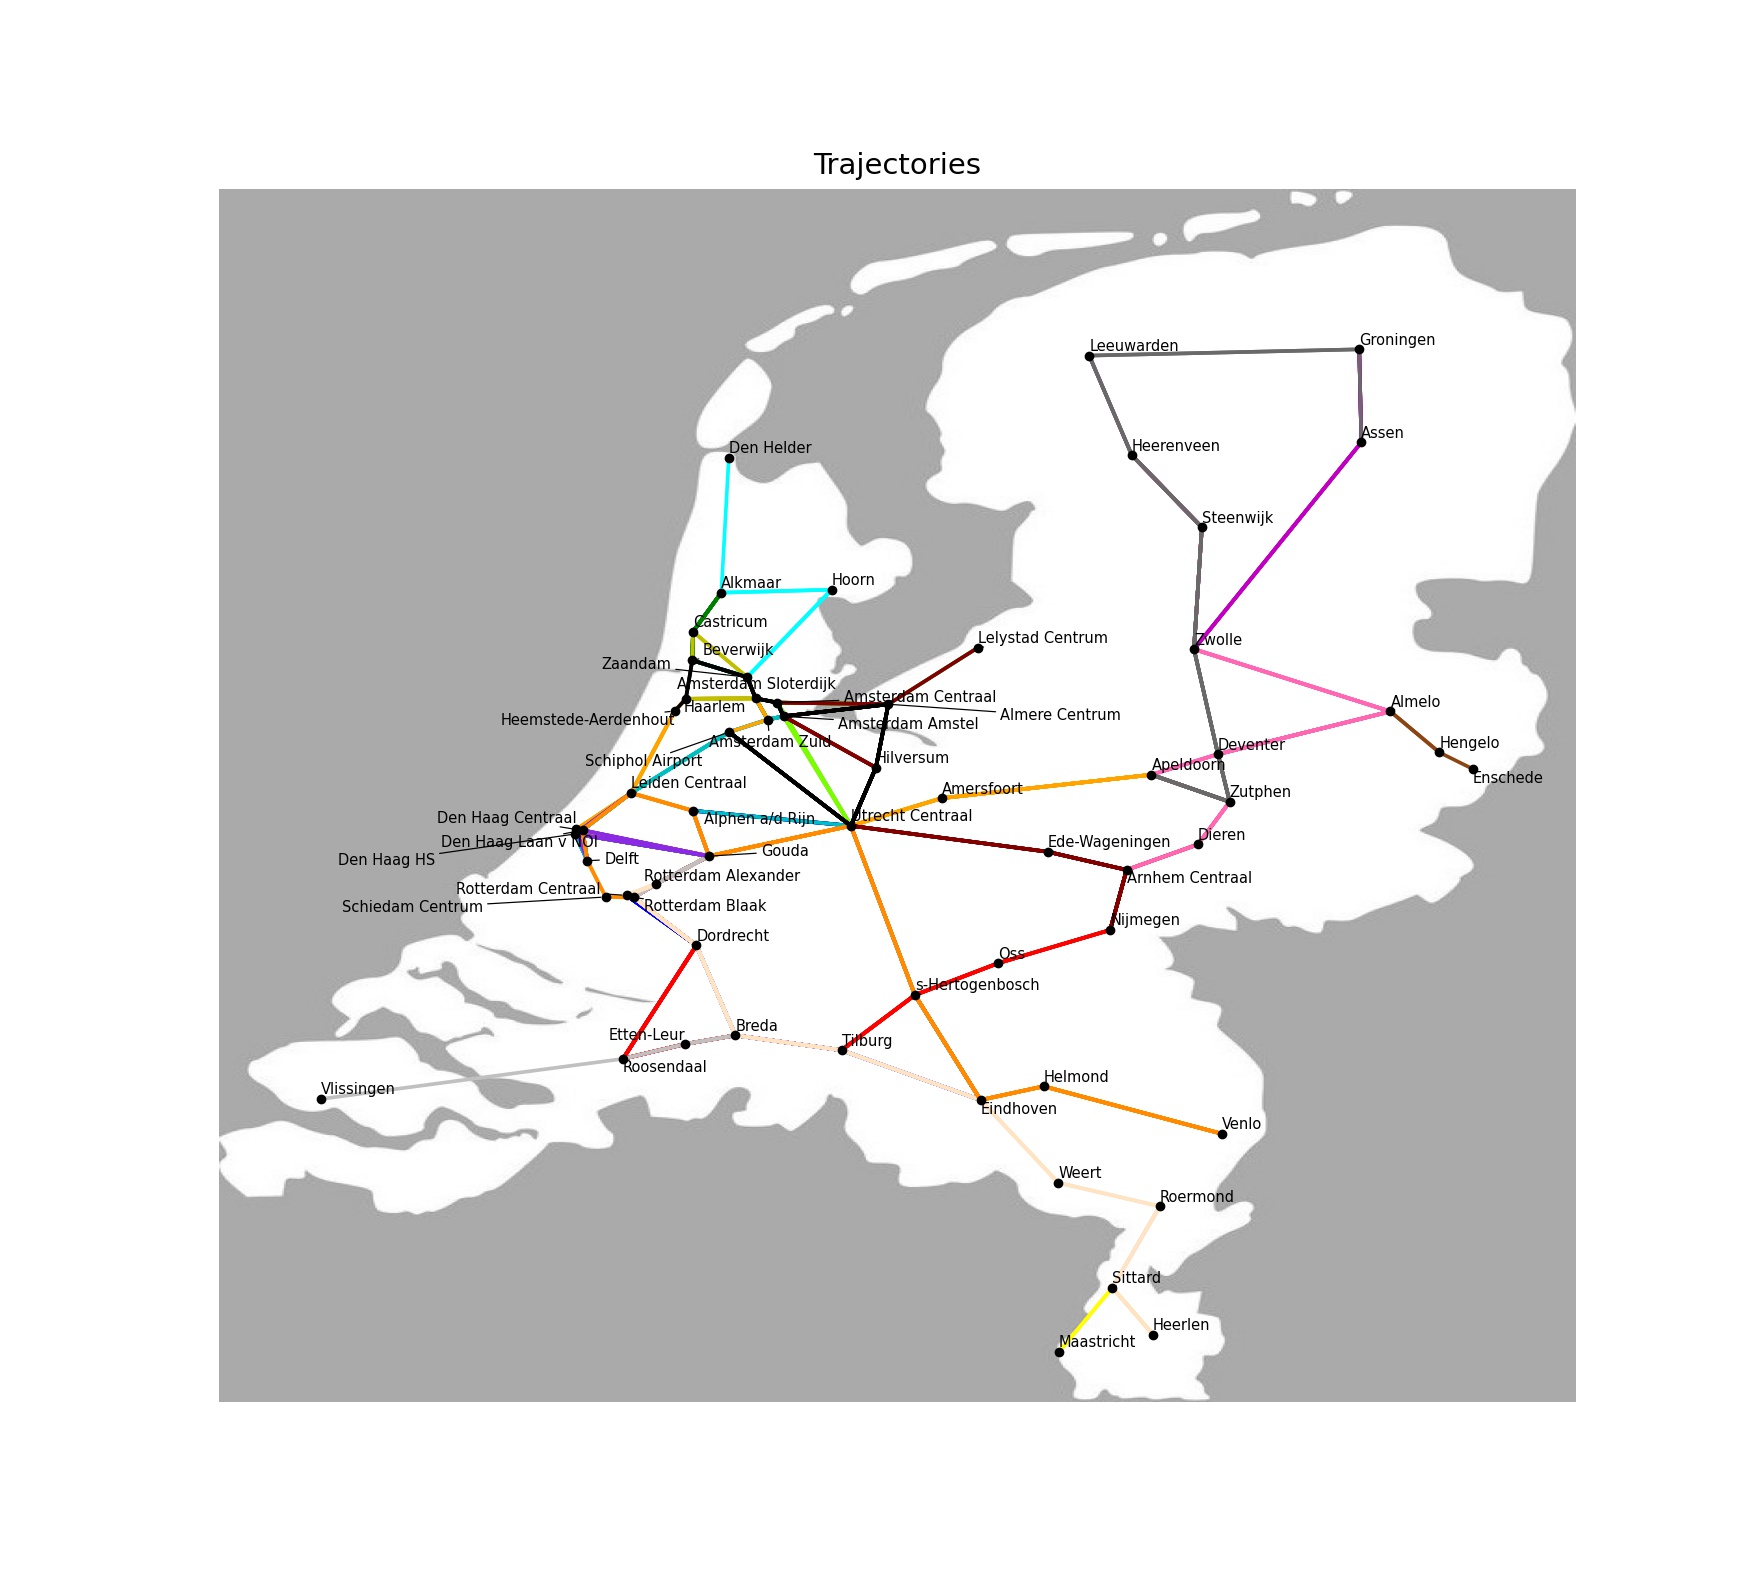 Trajectories
Groningen
Leeuwarden
Assen
Heerenveen
Den Helder
Steenwijk
Hoorn
Alkmaar
Castricum
Lelystad Centrum
Zwolle
Beverwijk
Zaandam
Amsterdam Sloterdijk
Amsterdam Centraal
Almelo
Haarlem
Almere Centrum
Heemstede-Aerdenhout
Amsterdam Amstel
Amsterdam Zuid
Hengelo
Deventer
Schiphol Airport
Hilversum
Apeldoorn
Enschede
Leiden Centraal
Amersfoort
Zutphen
Den Haag Centraal
Alphen a/d Rijn
Utrecht Centraal
Dieren
Den Haag Laan v NOI
Ede-Wageningen
Den Haag HS
Delft
Gouda
Rotterdam Alexander
Arnhem Centraal
Rotterdam Centraal
Schiedam Centrum
Rotterdam Blaak
Nijmegen
Dordrecht
Oss
s-Hertogenbosch
Breda
Etten-Leur
Tilburg
Roosendaal
Helmond
Vlissingen
Eindhoven
Venlo
Weert
Roermond
Sittard
Heerlen
Maastricht